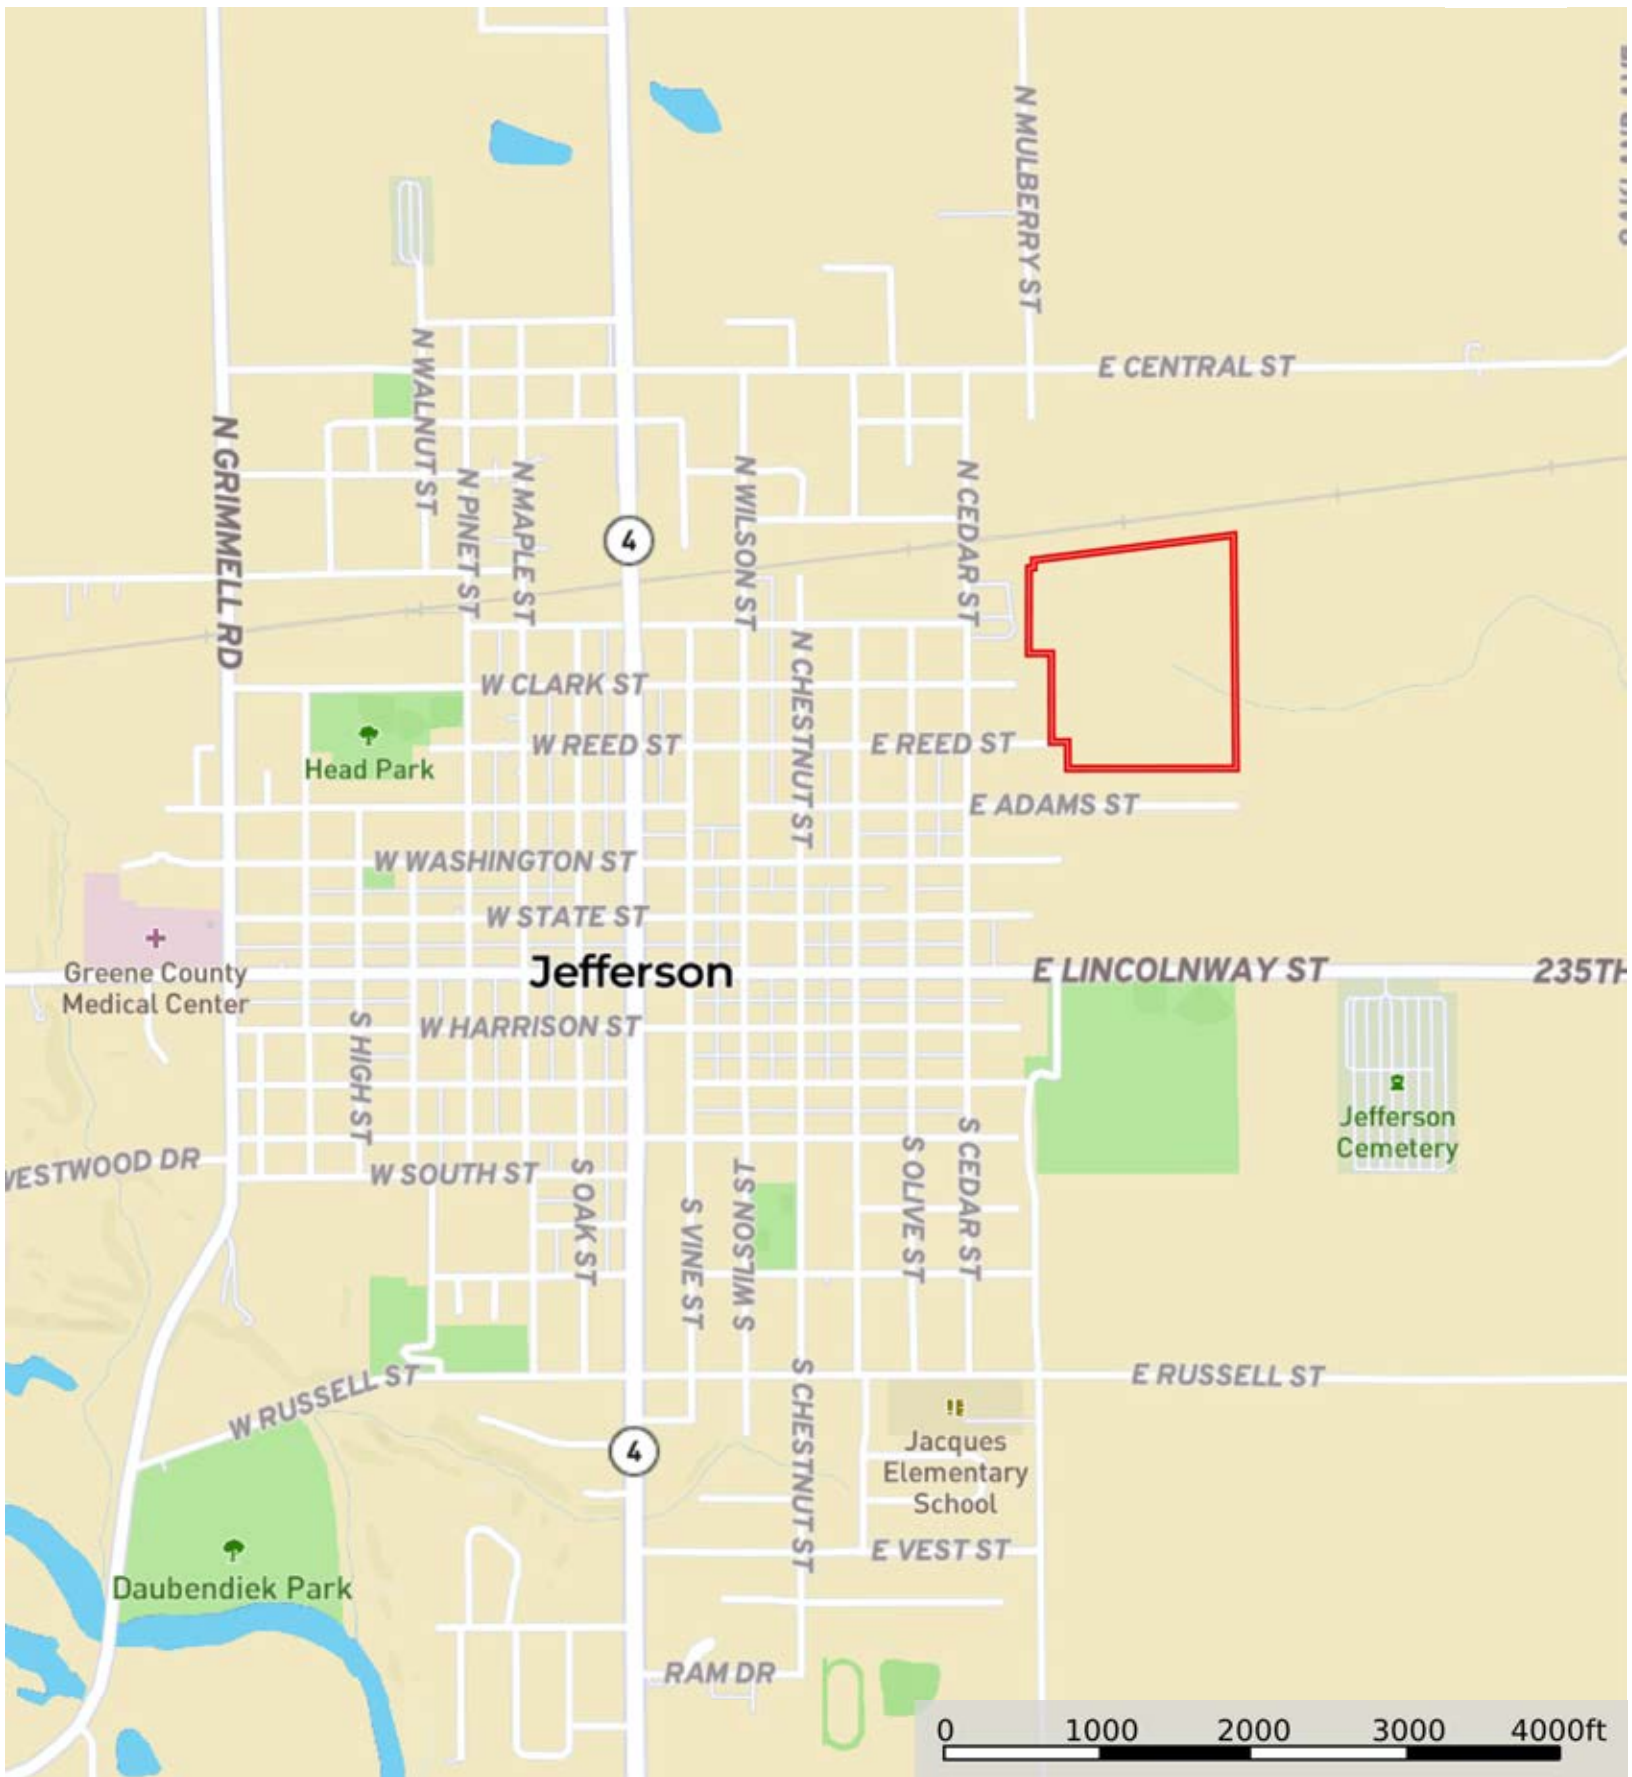 N MULBERRY ST
E CENTRAL ST
N WALNUT ST
N GRIMMELL RD
N PINET ST
N MAPLE ST
4
N WILSON ST
N CEDAR ST
N CHESTNUT ST
W CLARK ST
W REED ST
E REED ST
Head Park
E ADAMS ST
W WASHINGTON ST
W STATE ST
Greene County
Medical Center
Jefferson
E LINCOLNWAY ST
235TH
W HARRISON ST
S HIGH ST
Jefferson
Cemetery
WESTWOOD DR
W SOUTH ST
S OAK ST
S VINE ST
S WILSON ST
S OLIVE ST
S CEDAR ST
W RUSSELL ST
E RUSSELL ST
S CHESTNUT ST
4
Jacques
Elementary
School
E VEST ST
Daubendiek Park
RAM DR
0 1000 2000 3000 4000ft